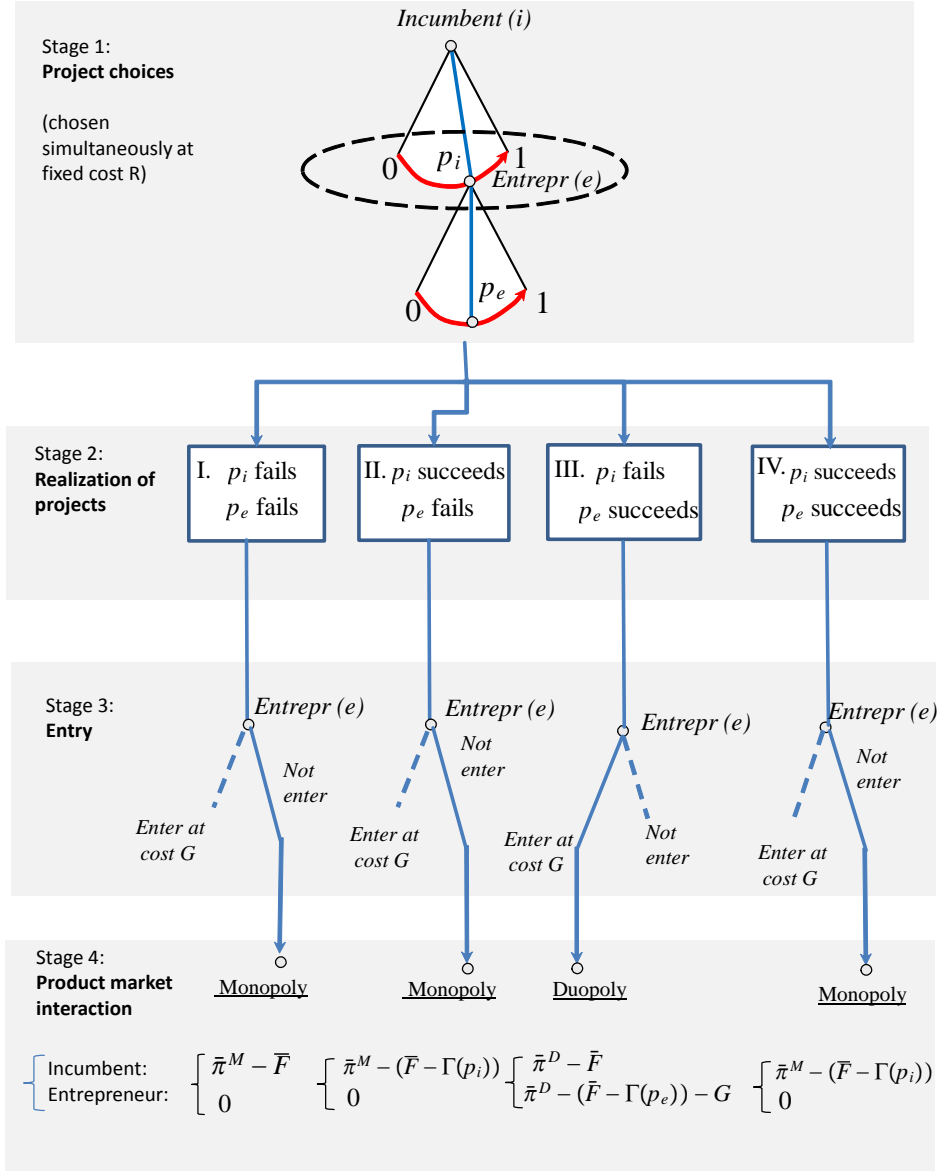 Incumbent (i)
Stage 1:
Project choices
(chosen
simultaneously at
fixed cost R)
0
p_i
1
Entrepr (e)
0
p_e
1
Stage 2:
Realization of
projects
I. p_i fails
p_e fails
II. p_i succeeds
p_e fails
III. p_i fails
p_e succeeds
IV. p_i succeeds
p_e succeeds
Stage 3:
Entry
Entrepr (e)
Not
enter
Enter at
cost G
Entrepr (e)
Not
enter
Enter at
cost G
Entrepr (e)
Enter at
cost G
Not
enter
Entrepr (e)
Not
enter
Enter at
cost G
Stage 4:
Product market
interaction
Monopoly
Monopoly
Duopoly
Monopoly
Incumbent:
Entrepreneur:
π̄^M − F̄
0
π̄^M − (F̄ − Γ(p_i))
0
π̄^D − F̄
π̄^D − (F̄ − Γ(p_e)) − G
π̄^M − (F̄ − Γ(p_i))
0